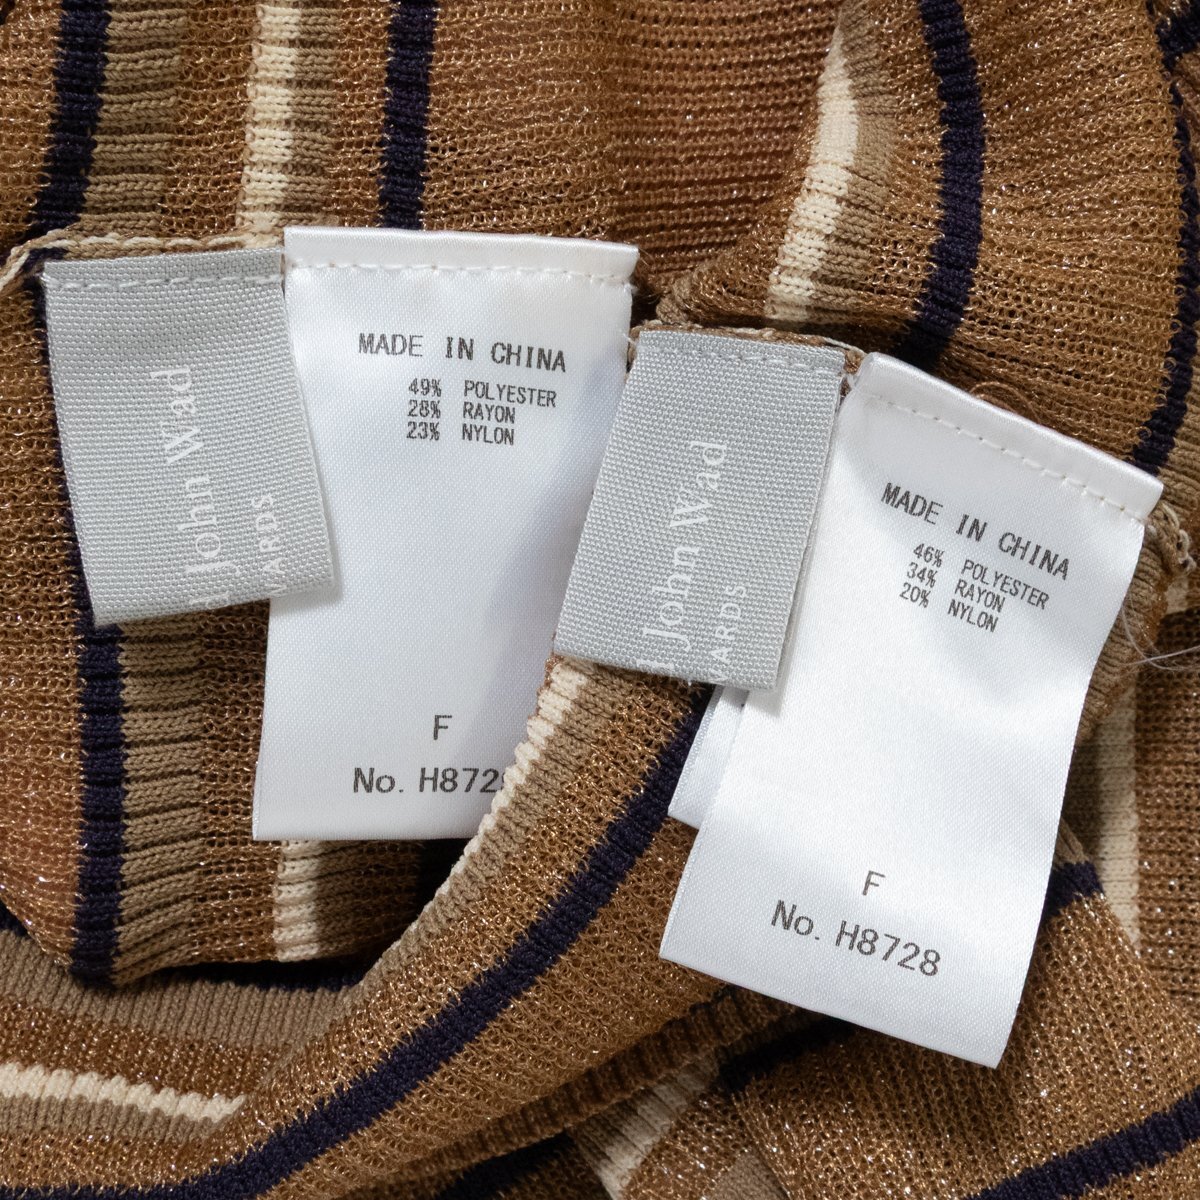 John Wad
ARDS
MADE IN CHINA
49% POLYESTER
28% RAYON
23% NYLON
F
No. H872
John Wad
ARDS
MADE IN CHINA
46% POLYESTER
34% RAYON
20% NYLON
F
No. H8728